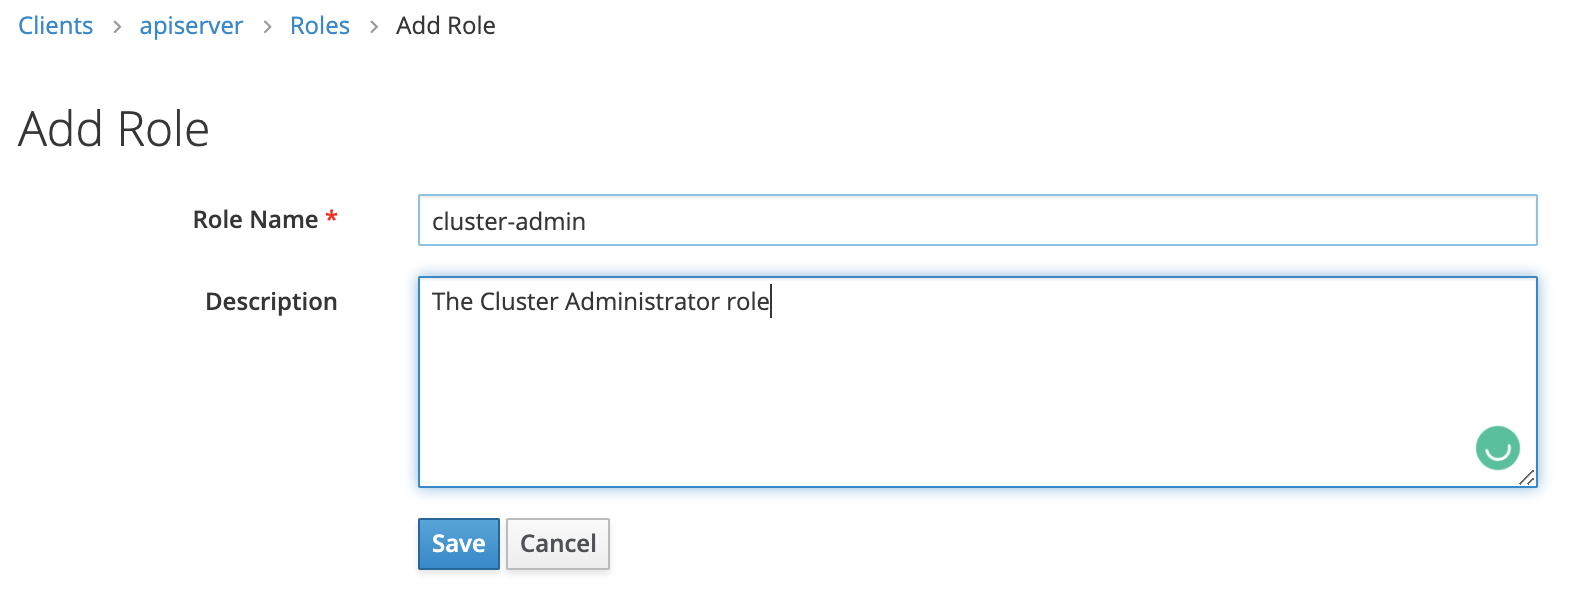 Clients > apiserver > Roles > Add Role
Add Role
Role Name * cluster-admin
Description The Cluster Administrator role
Save Cancel